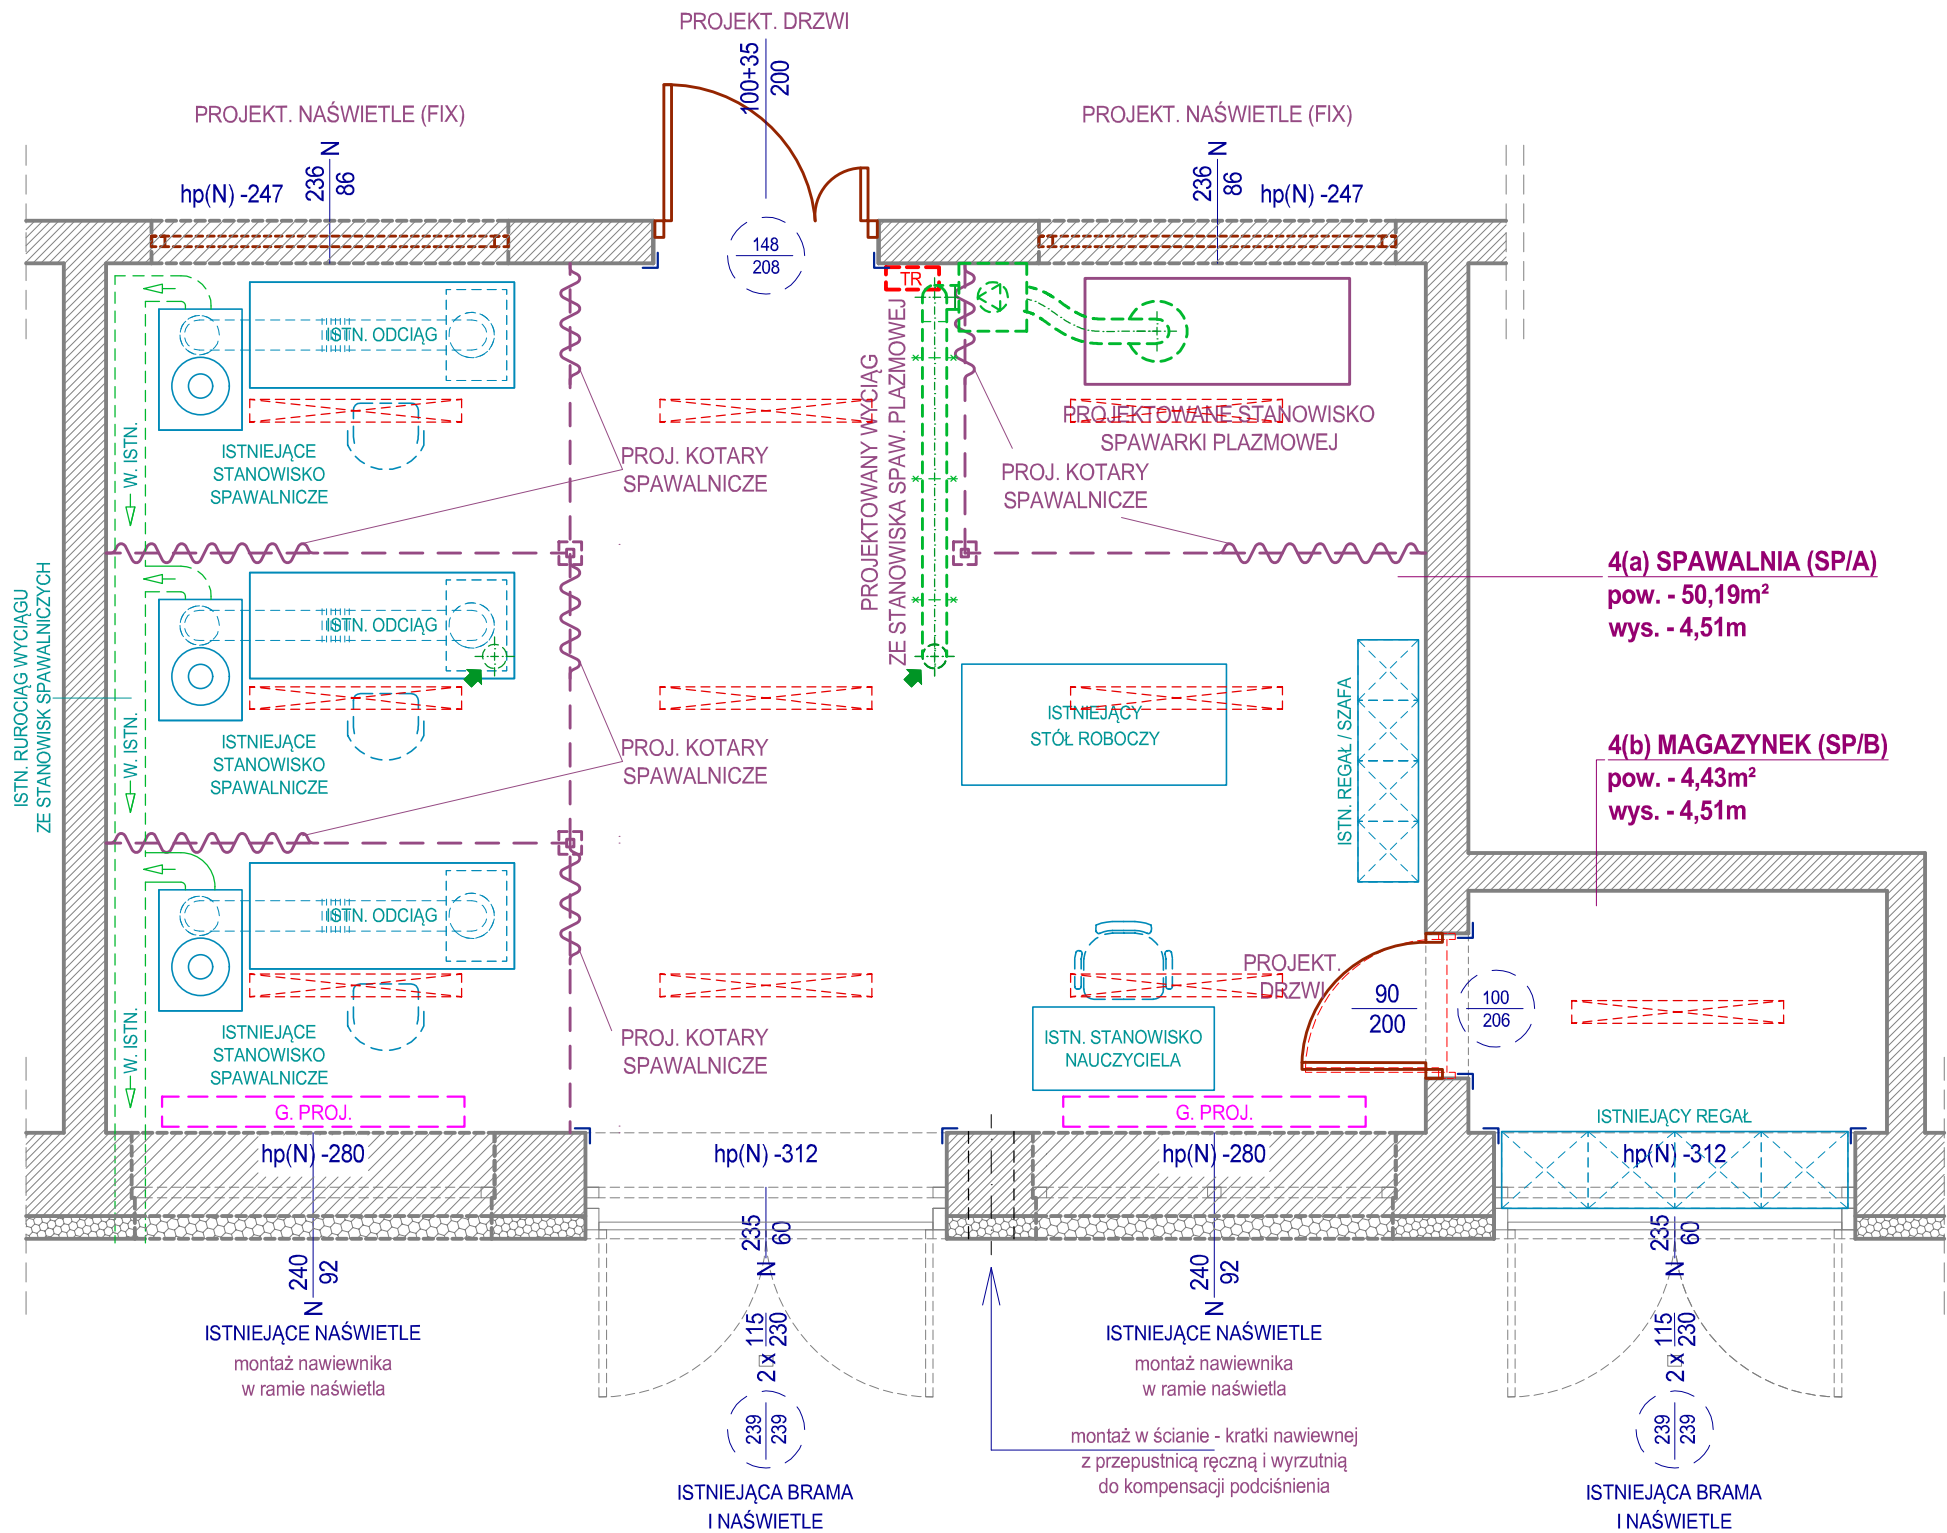 PROJEKT. DRZWI
100+35
200
PROJEKT. NAŚWIETLE (FIX)
PROJEKT. NAŚWIETLE (FIX)
N
236
86
hp(N) -247
N
236
86
hp(N) -247
148
208
TR
ISTN. ODCIĄG
W. ISTN.
ISTNIEJĄCE
STANOWISKO
SPAWALNICZE
PROJ. KOTARY
SPAWALNICZE
PROJEKTOWANY WYCIĄG
ZE STANOWISKA SPAW. PLAZMOWEJ
PROJEKTOWANE STANOWISKO
SPAWARKI PLAZMOWEJ
PROJ. KOTARY
SPAWALNICZE
4(a) SPAWALNIA (SP/A)
pow. - 50,19m²
wys. - 4,51m
ISTN. RUROCIĄG WYCIĄGU
ZE STANOWISK SPAWALNICZYCH
ISTN. ODCIĄG
W. ISTN.
ISTNIEJĄCE
STANOWISKO
SPAWALNICZE
PROJ. KOTARY
SPAWALNICZE
ISTNIEJĄCY
STÓŁ ROBOCZY
ISTN. REGAŁ / SZAFA
4(b) MAGAZYNEK (SP/B)
pow. - 4,43m²
wys. - 4,51m
ISTN. ODCIĄG
W. ISTN.
ISTNIEJĄCE
STANOWISKO
SPAWALNICZE
PROJ. KOTARY
SPAWALNICZE
PROJEKT.
DRZWI
90
200
100
206
ISTN. STANOWISKO
NAUCZYCIELA
G. PROJ.
G. PROJ.
ISTNIEJĄCY REGAŁ
hp(N) -280
hp(N) -312
hp(N) -280
hp(N) -312
240
92
N
235
60
N
240
92
N
235
60
N
ISTNIEJĄCE NAŚWIETLE
montaż nawiewnika
w ramie naświetla
2 x 115
230
239
239
ISTNIEJĄCA BRAMA
I NAŚWIETLE
ISTNIEJĄCE NAŚWIETLE
montaż nawiewnika
w ramie naświetla
montaż w ścianie - kratki nawiewnej
z przepustnicą ręczną i wyrzutnią
do kompensacji podciśnienia
2 x 115
230
239
239
ISTNIEJĄCA BRAMA
I NAŚWIETLE